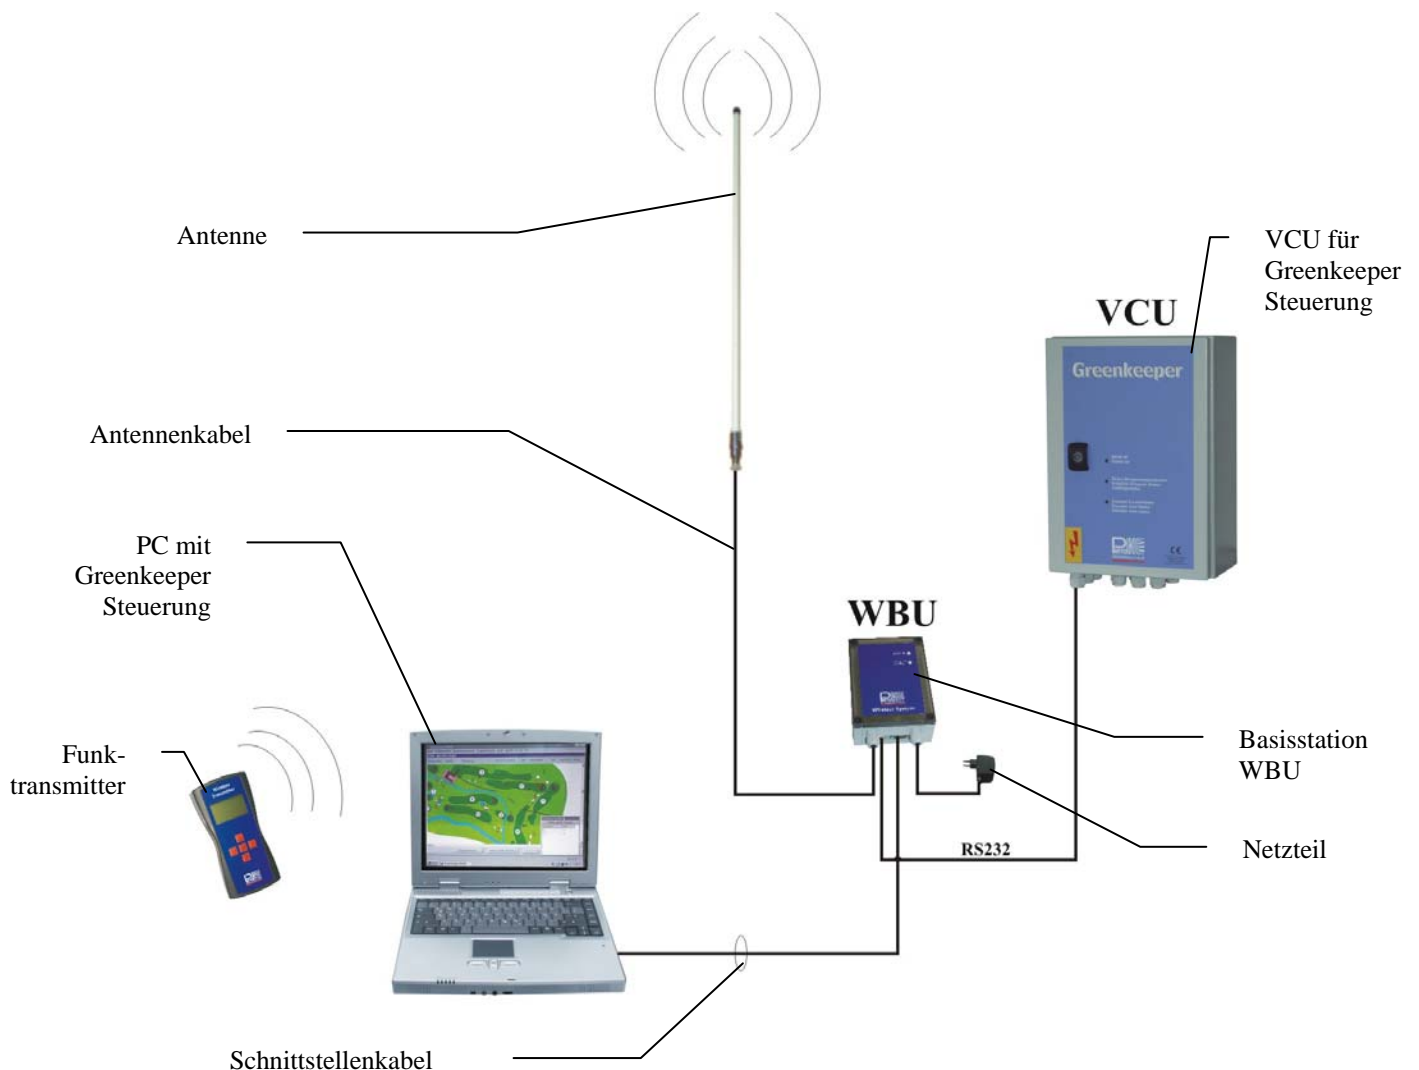 Antenne
VCU für
Greenkeeper
Steuerung
VCU
Greenkeeper
Antennenkabel
PC mit
Greenkeeper
Steuerung
WBU
Funk-
transmitter
Basisstation
WBU
RS232
Netzteil
Schnittstellenkabel